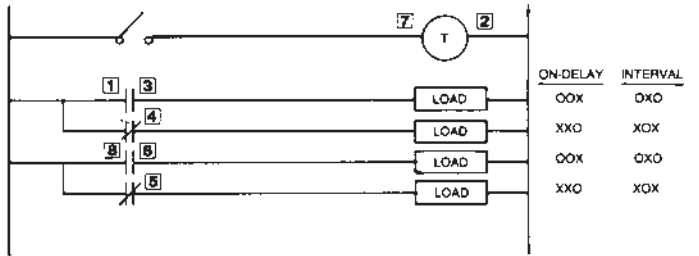 7 2
T
ON-DELAY INTERVAL
1 3 LOAD OOX OXO
4 LOAD XXO XOX
8 6 LOAD OOX OXO
5 LOAD XXO XOX